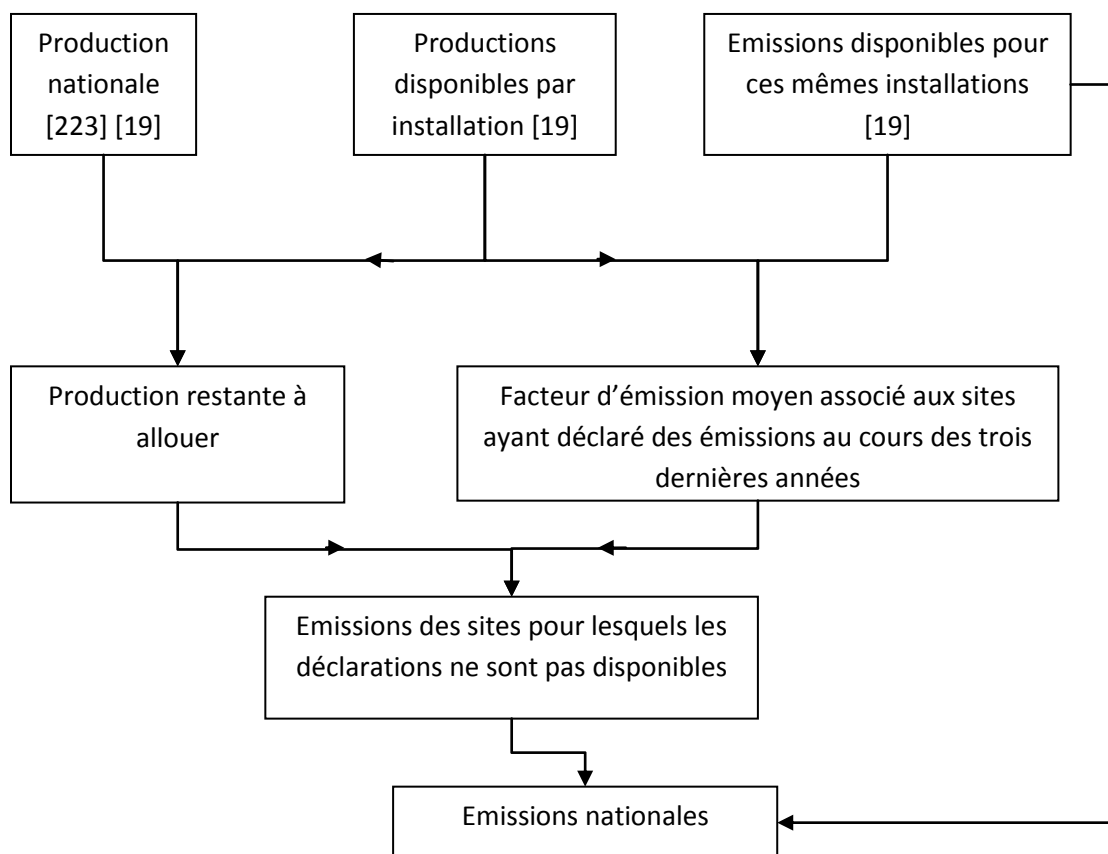 Production
nationale
[223] [19]
Productions
disponibles par
installation [19]
Emissions disponibles pour
ces mêmes installations
[19]
Production restante à
allouer
Facteur d’émission moyen associé aux sites
ayant déclaré des émissions au cours des trois
dernières années
Emissions des sites pour lesquels les
déclarations ne sont pas disponibles
Emissions nationales